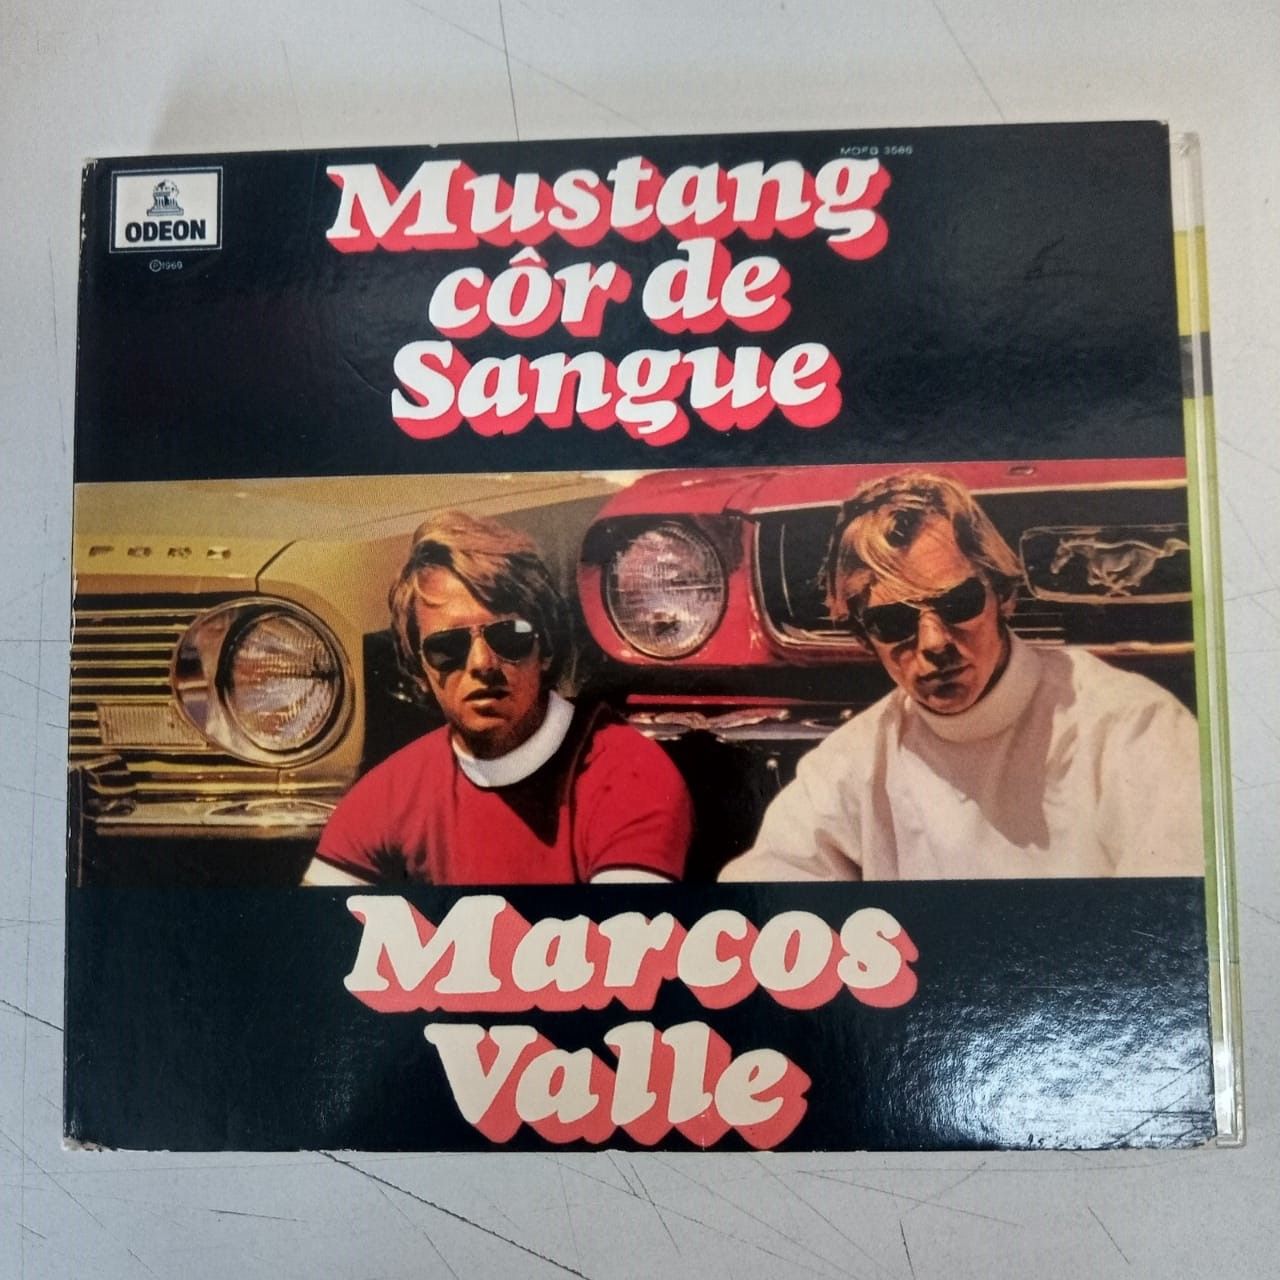 MOFB 3586
ODEON
℗1969
Mustang
côr de
Sangue
FORD
Marcos
Valle